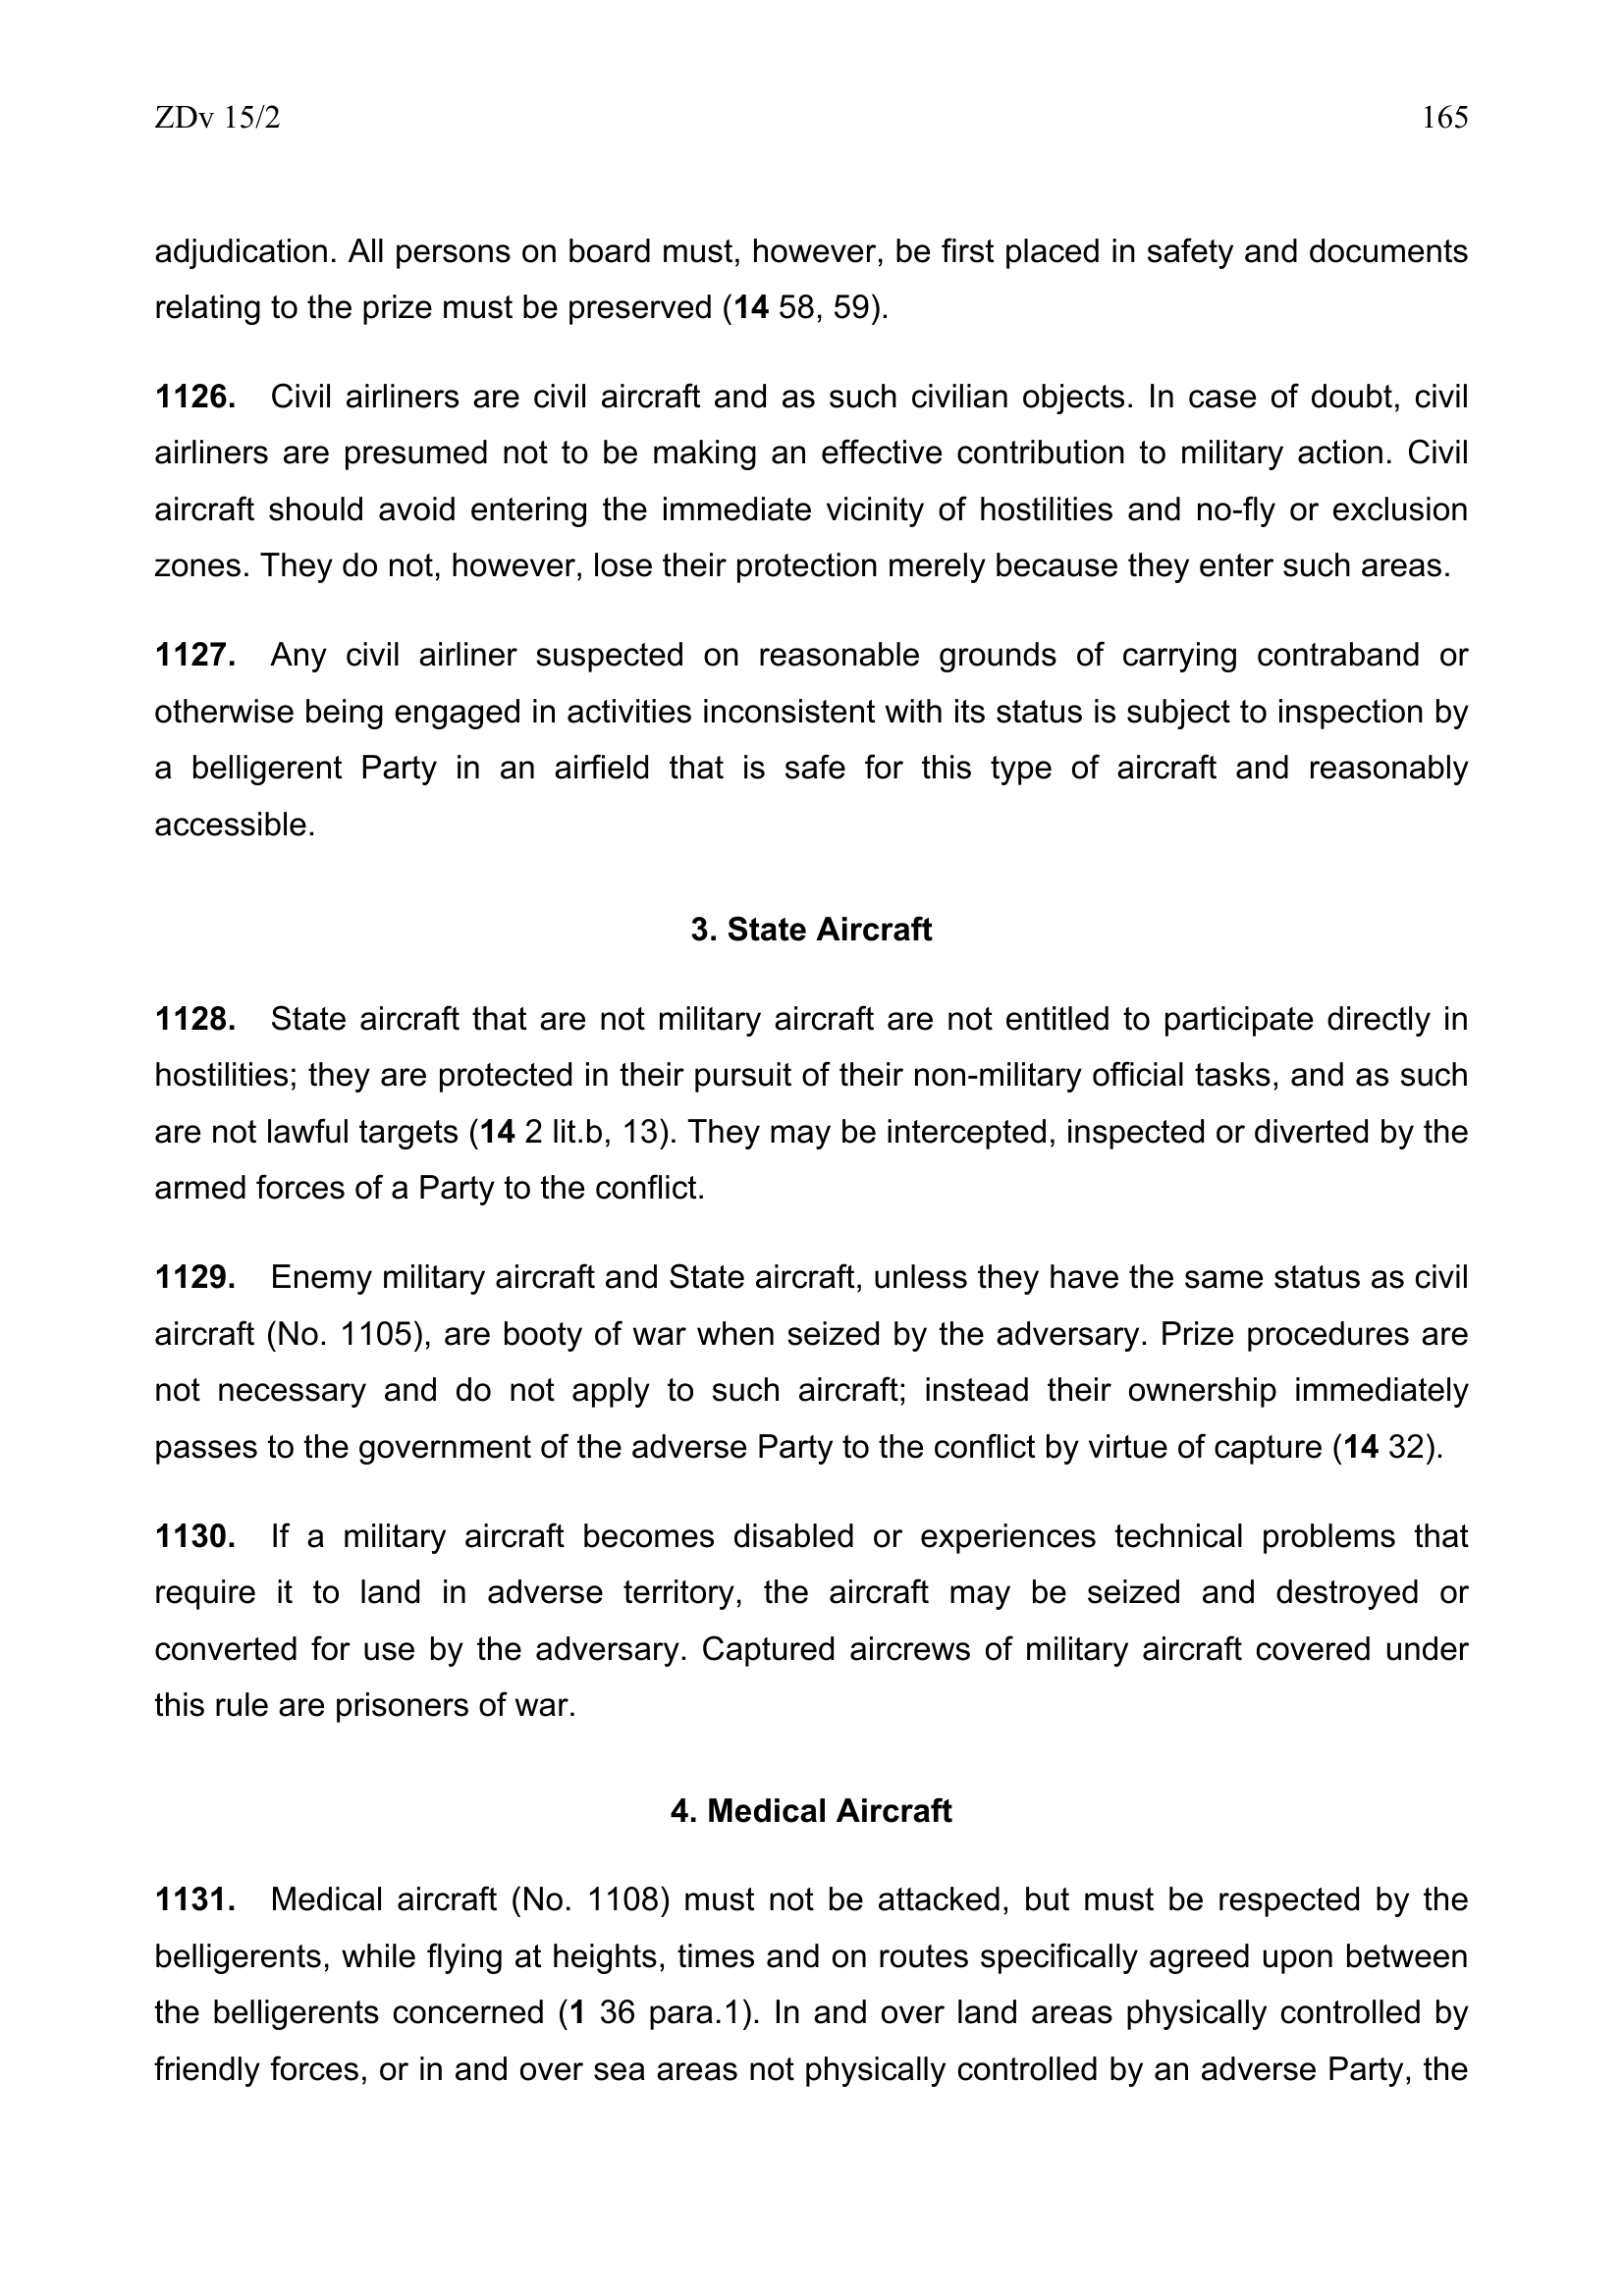 ZDv 15/2 165
adjudication. All persons on board must, however, be first placed in safety and documents
relating to the prize must be preserved (14 58, 59).
1126. Civil airliners are civil aircraft and as such civilian objects. In case of doubt, civil
airliners are presumed not to be making an effective contribution to military action. Civil
aircraft should avoid entering the immediate vicinity of hostilities and no-fly or exclusion
zones. They do not, however, lose their protection merely because they enter such areas.
1127. Any civil airliner suspected on reasonable grounds of carrying contraband or
otherwise being engaged in activities inconsistent with its status is subject to inspection by
a belligerent Party in an airfield that is safe for this type of aircraft and reasonably
accessible.
3. State Aircraft
1128. State aircraft that are not military aircraft are not entitled to participate directly in
hostilities; they are protected in their pursuit of their non-military official tasks, and as such
are not lawful targets (14 2 lit.b, 13). They may be intercepted, inspected or diverted by the
armed forces of a Party to the conflict.
1129. Enemy military aircraft and State aircraft, unless they have the same status as civil
aircraft (No. 1105), are booty of war when seized by the adversary. Prize procedures are
not necessary and do not apply to such aircraft; instead their ownership immediately
passes to the government of the adverse Party to the conflict by virtue of capture (14 32).
1130. If a military aircraft becomes disabled or experiences technical problems that
require it to land in adverse territory, the aircraft may be seized and destroyed or
converted for use by the adversary. Captured aircrews of military aircraft covered under
this rule are prisoners of war.
4. Medical Aircraft
1131. Medical aircraft (No. 1108) must not be attacked, but must be respected by the
belligerents, while flying at heights, times and on routes specifically agreed upon between
the belligerents concerned (1 36 para.1). In and over land areas physically controlled by
friendly forces, or in and over sea areas not physically controlled by an adverse Party, the